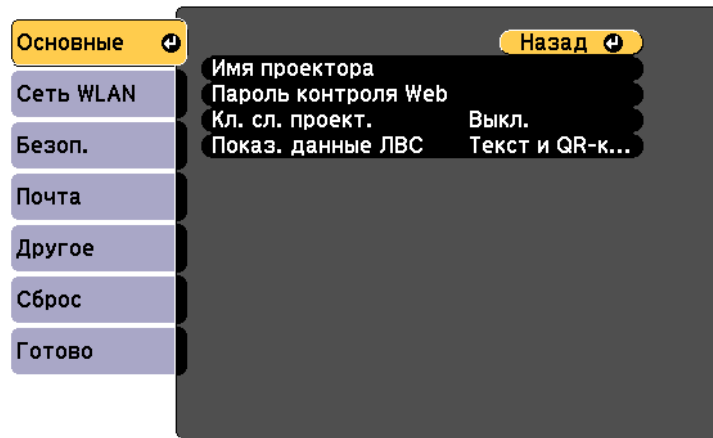 Основные
Назад
Имя проектора
Сеть WLAN
Пароль контроля Web
Кл. сл. проект. Выкл.
Безоп.
Показ. данные ЛВС Текст и QR-к...
Почта
Другое
Сброс
Готово